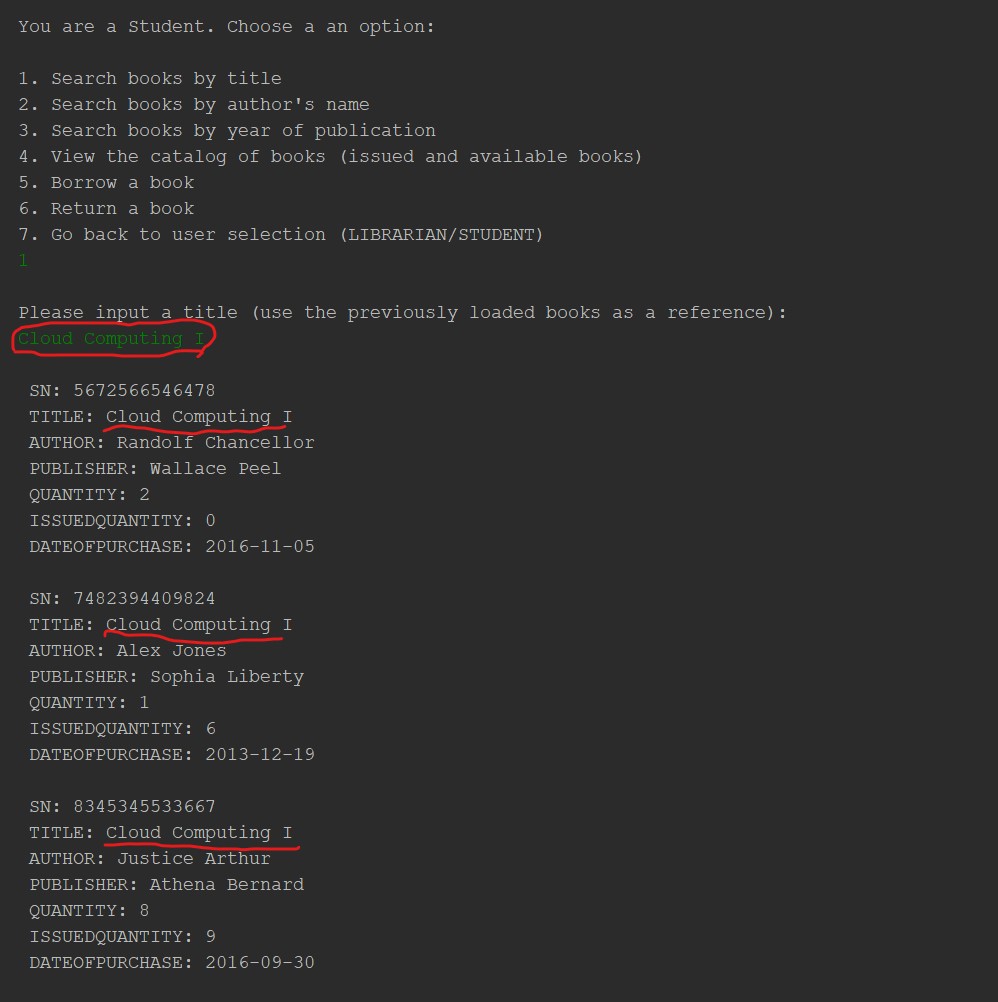 You are a Student. Choose a an option:
1. Search books by title
2. Search books by author's name
3. Search books by year of publication
4. View the catalog of books (issued and available books)
5. Borrow a book
6. Return a book
7. Go back to user selection (LIBRARIAN/STUDENT)
1
Please input a title (use the previously loaded books as a reference):
Cloud Computing I
SN: 5672566546478
TITLE: Cloud Computing I
AUTHOR: Randolf Chancellor
PUBLISHER: Wallace Peel
QUANTITY: 2
ISSUEDQUANTITY: 0
DATEOFPURCHASE: 2016-11-05
SN: 7482394409824
TITLE: Cloud Computing I
AUTHOR: Alex Jones
PUBLISHER: Sophia Liberty
QUANTITY: 1
ISSUEDQUANTITY: 6
DATEOFPURCHASE: 2013-12-19
SN: 8345345533667
TITLE: Cloud Computing I
AUTHOR: Justice Arthur
PUBLISHER: Athena Bernard
QUANTITY: 8
ISSUEDQUANTITY: 9
DATEOFPURCHASE: 2016-09-30